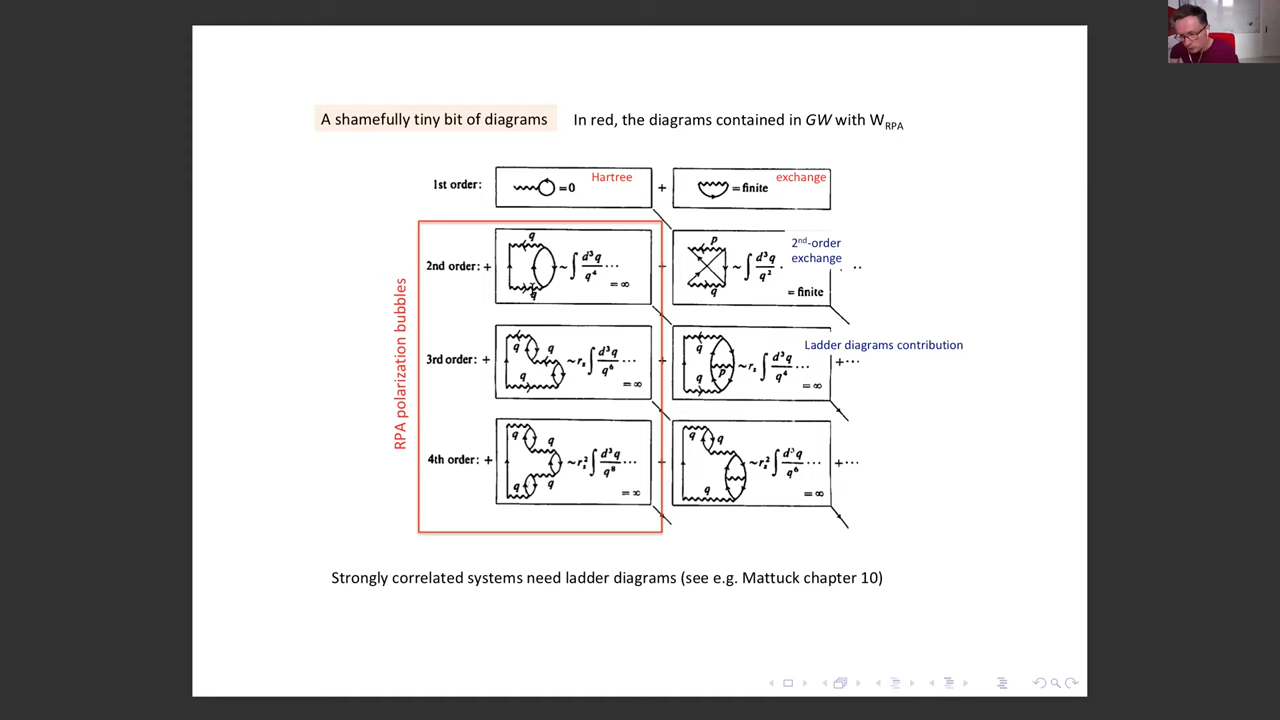 A shamefully tiny bit of diagrams In red, the diagrams contained in GW with W_RPA
1st order: =0 Hartree + =finite exchange
2nd order: + q q ~ ∫ d³q/q⁴ ··· = ∞ + p q ~ ∫ d³q/q² · = finite 2nd-order exchange ··
3rd order: + q q q ~ r_s ∫ d³q/q⁶ ··· = ∞ + q p q ~ r_s ∫ d³q/q⁴ ··· = ∞ Ladder diagrams contribution +···
4th order: + q q q q ~ r_s² ∫ d³q/q⁸ ··· = ∞ + q q q ~ r_s² ∫ d³q/q⁶ ··· = ∞ +···
RPA polarization bubbles
Strongly correlated systems need ladder diagrams (see e.g. Mattuck chapter 10)